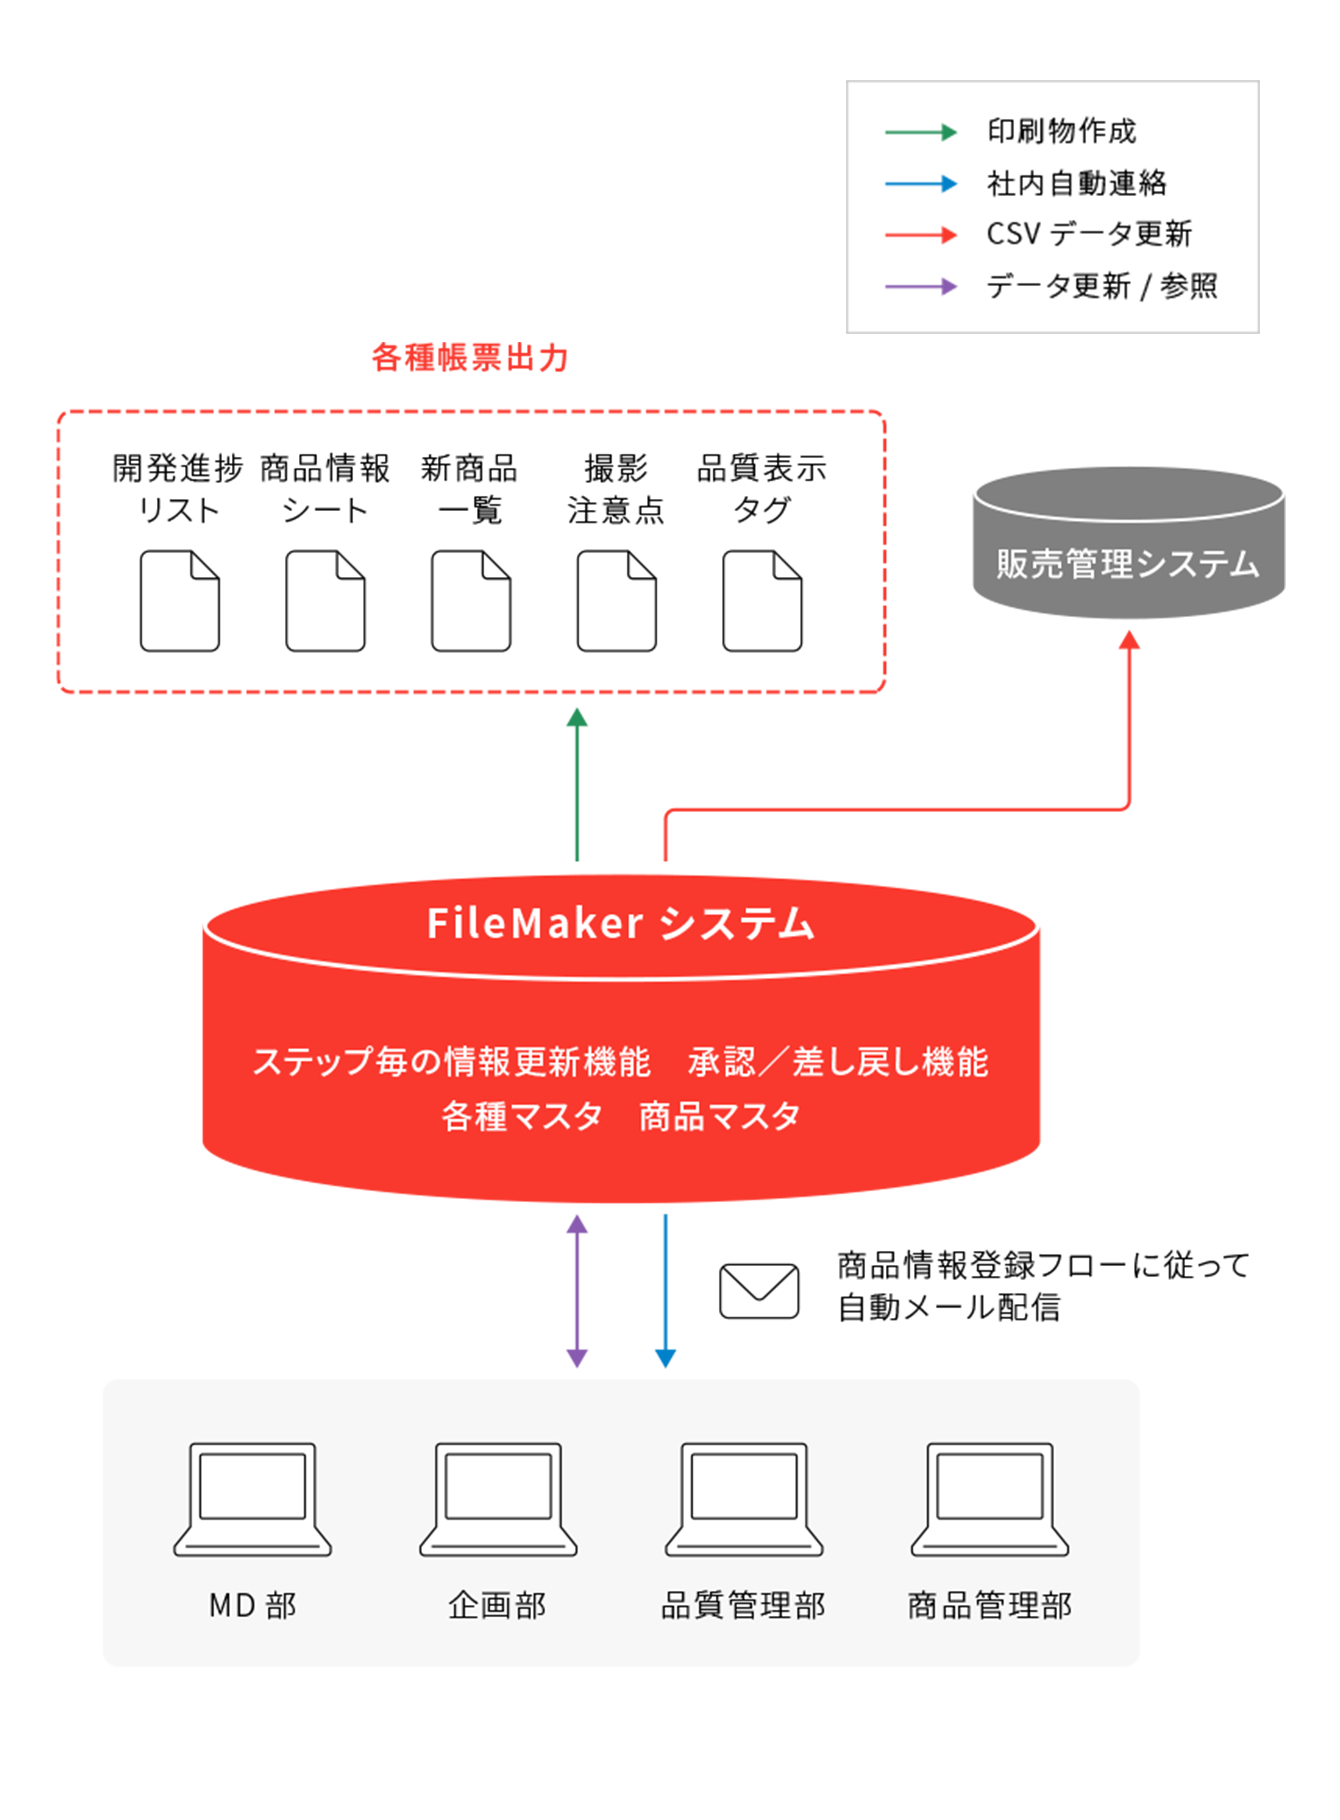 印刷物作成
社内自動連絡
CSV データ更新
データ更新 / 参照
各種帳票出力
開発進捗
リスト
商品情報
シート
新商品
一覧
撮影
注意点
品質表示
タグ
販売管理システム
FileMaker システム
ステップ毎の情報更新機能　承認／差し戻し機能
各種マスタ　商品マスタ
商品情報登録フローに従って
自動メール配信
MD 部
企画部
品質管理部
商品管理部